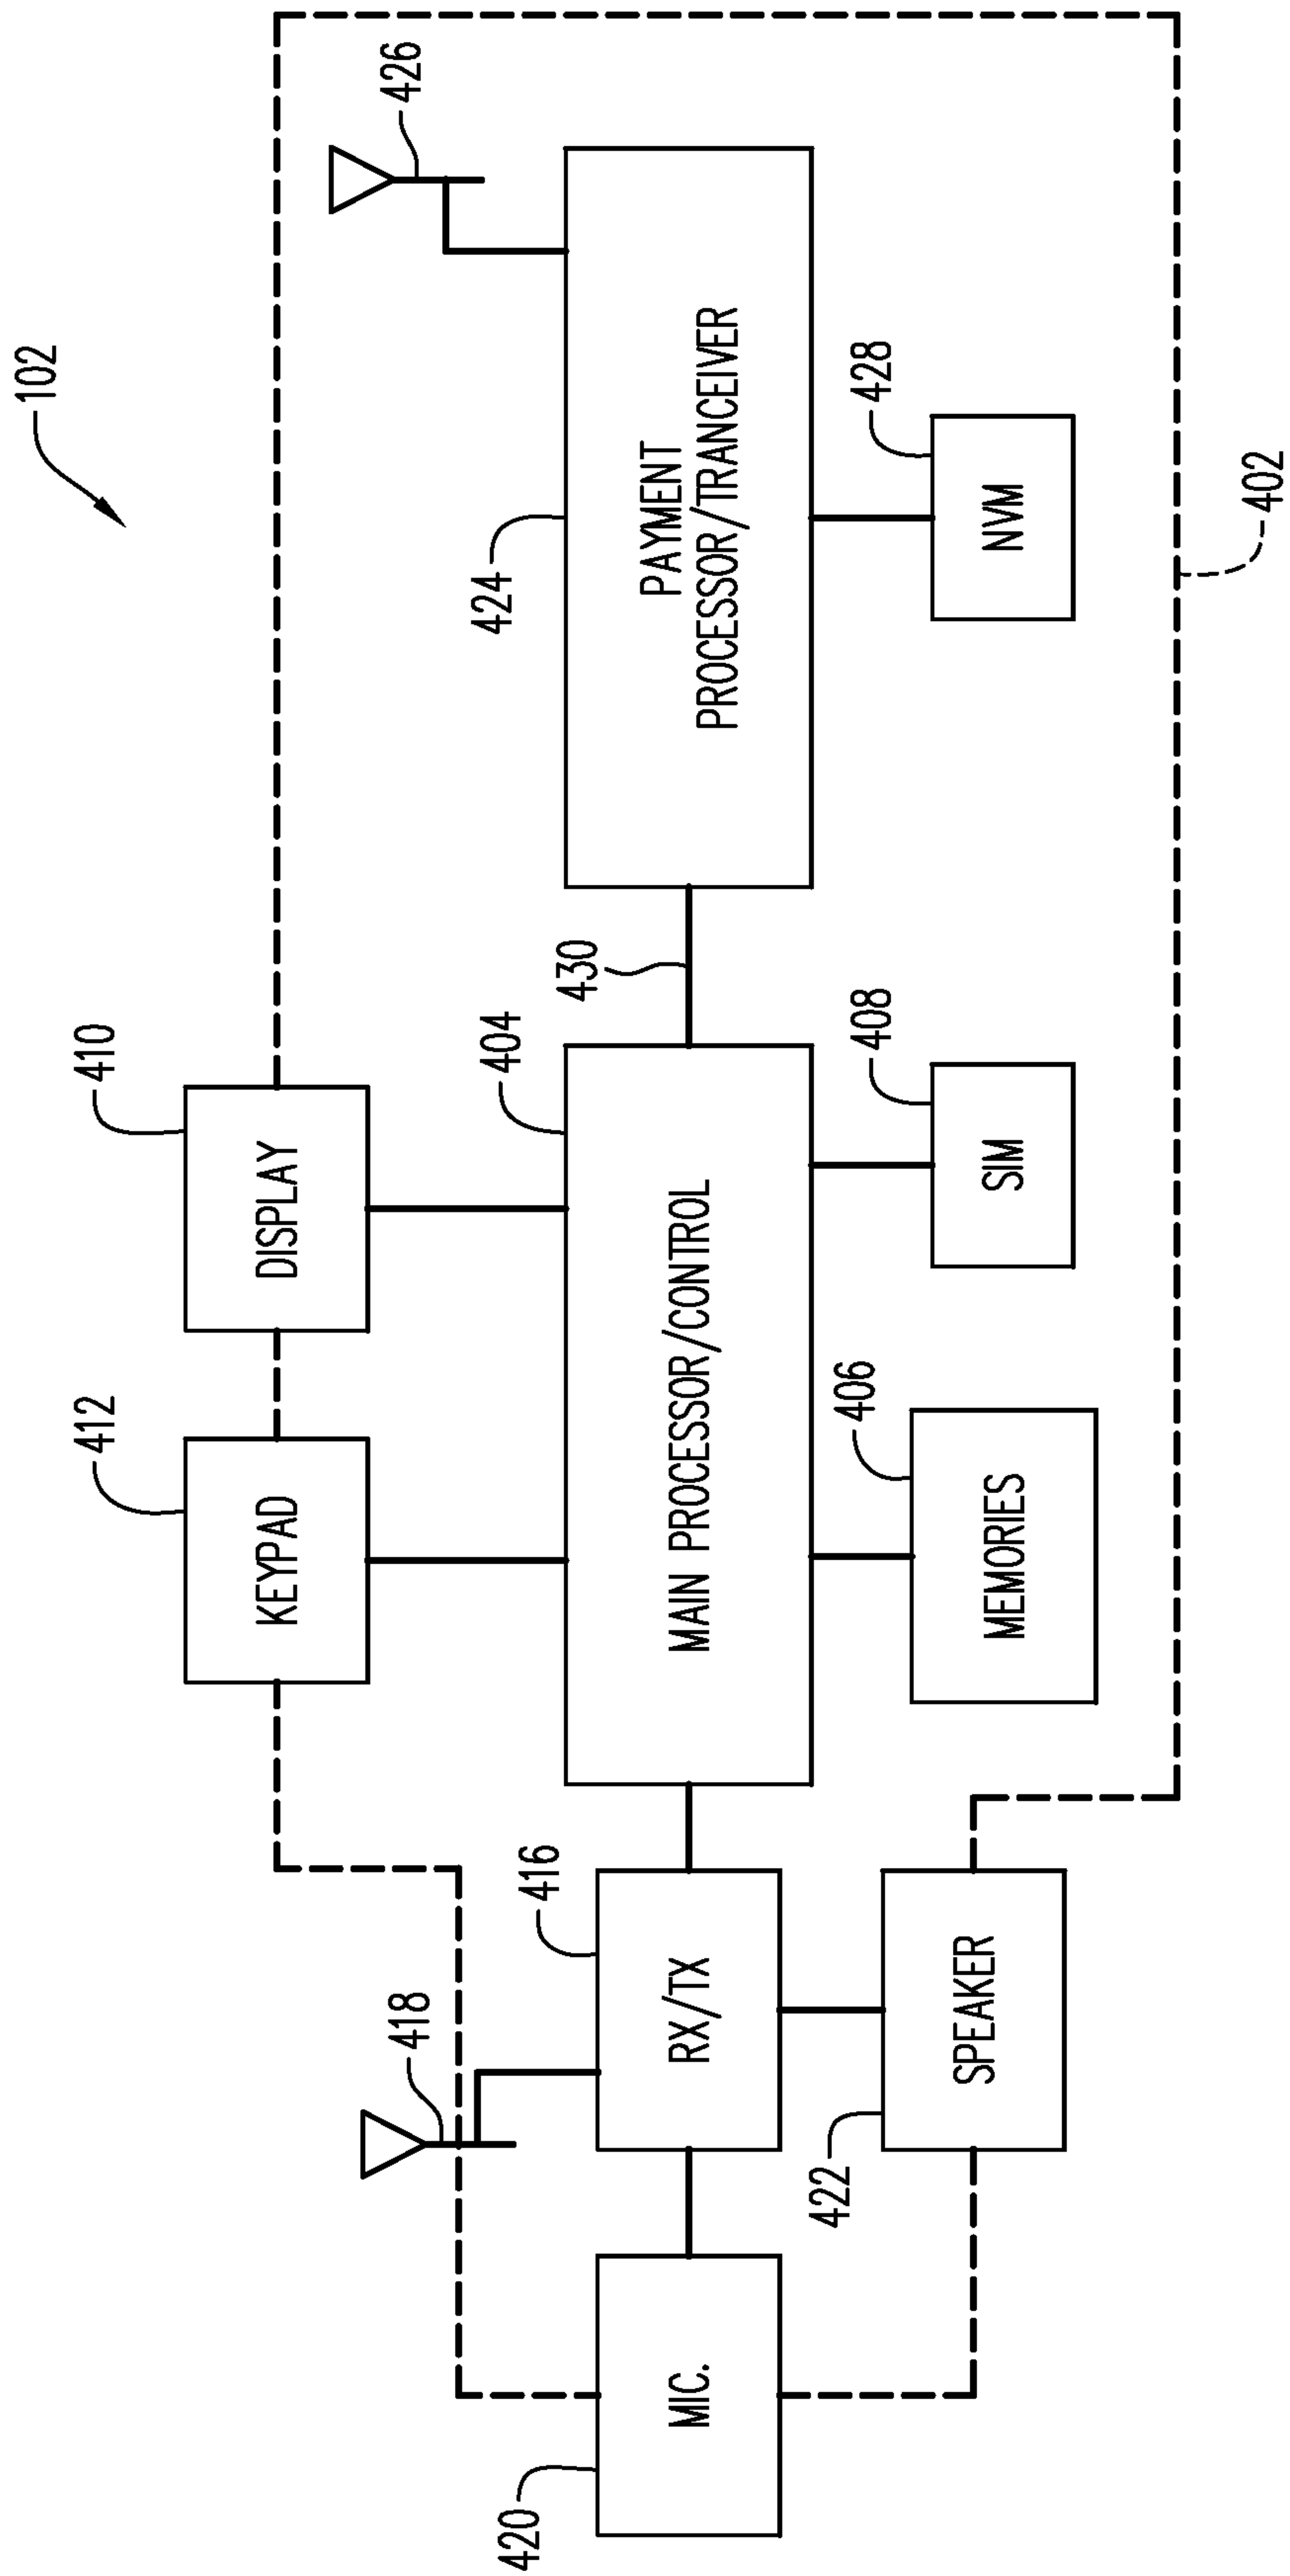 102
426
410
412
DISPLAY
KEYPAD
418
404
424
416
430
420
PAYMENT
PROCESSOR/TRANCEIVER
MAIN PROCESSOR/CONTROL
RX/TX
MIC.
428
408
406
422
NVM
SIM
MEMORIES
SPEAKER
402